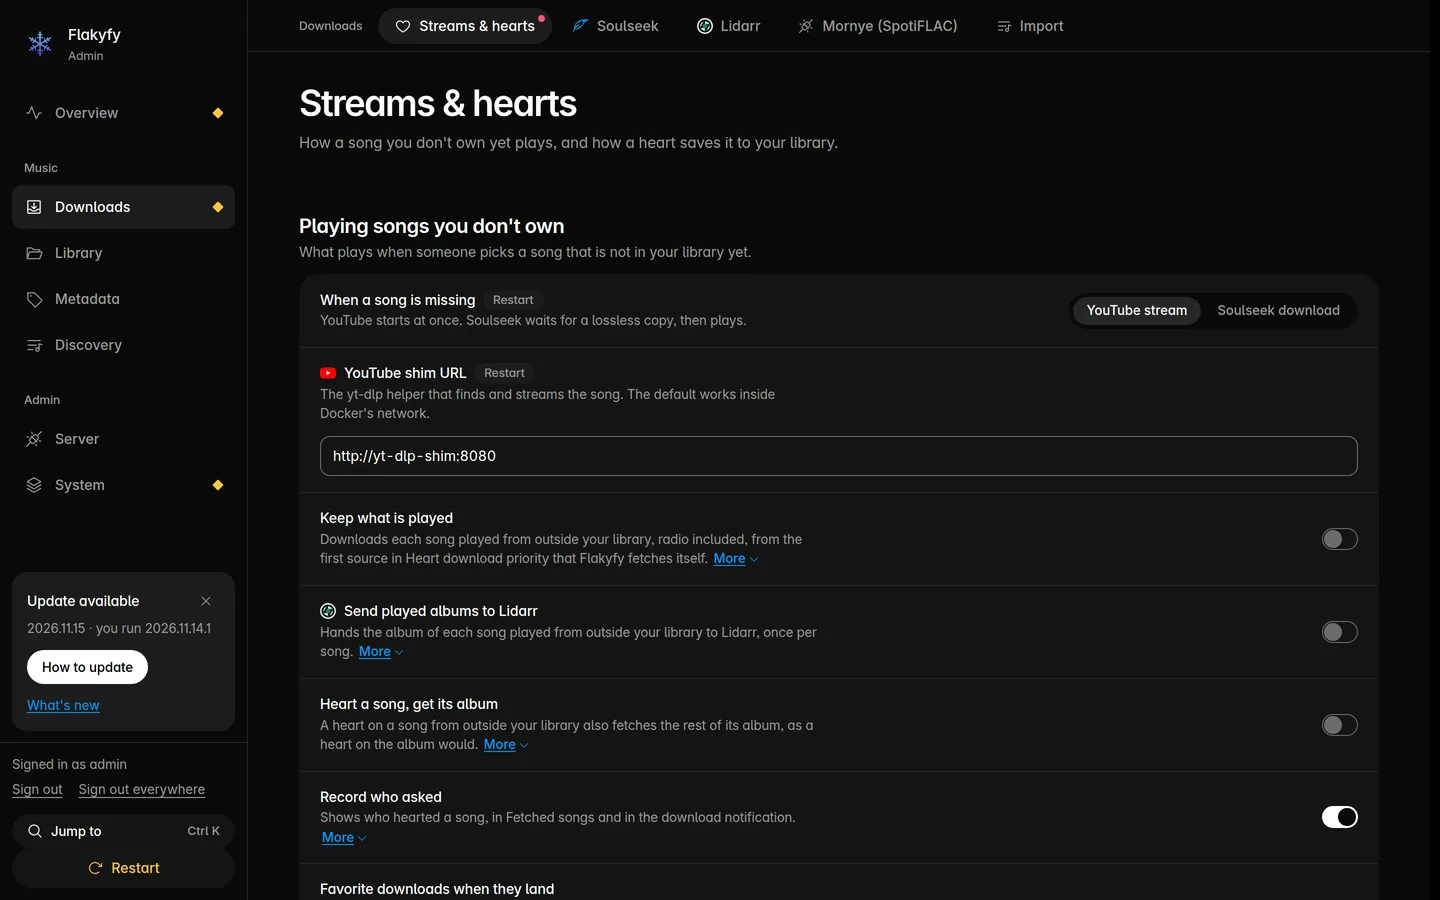 Flakyfy
Admin
Overview
Music
Downloads
Library
Metadata
Discovery
Admin
Server
System
Update available
2026.11.15 · you run 2026.11.14.1
How to update
What's new
Signed in as admin
Sign out Sign out everywhere
Jump to Ctrl K
Restart
Downloads Streams & hearts Soulseek Lidarr Mornye (SpotiFLAC) Import
Streams & hearts
How a song you don't own yet plays, and how a heart saves it to your library.
Playing songs you don't own
What plays when someone picks a song that is not in your library yet.
When a song is missing Restart
YouTube starts at once. Soulseek waits for a lossless copy, then plays.
YouTube stream Soulseek download
YouTube shim URL Restart
The yt-dlp helper that finds and streams the song. The default works inside
Docker's network.
http://yt-dlp-shim:8080
Keep what is played
Downloads each song played from outside your library, radio included, from the
first source in Heart download priority that Flakyfy fetches itself. More
Send played albums to Lidarr
Hands the album of each song played from outside your library to Lidarr, once per
song. More
Heart a song, get its album
A heart on a song from outside your library also fetches the rest of its album, as a
heart on the album would. More
Record who asked
Shows who hearted a song, in Fetched songs and in the download notification.
More
Favorite downloads when they land